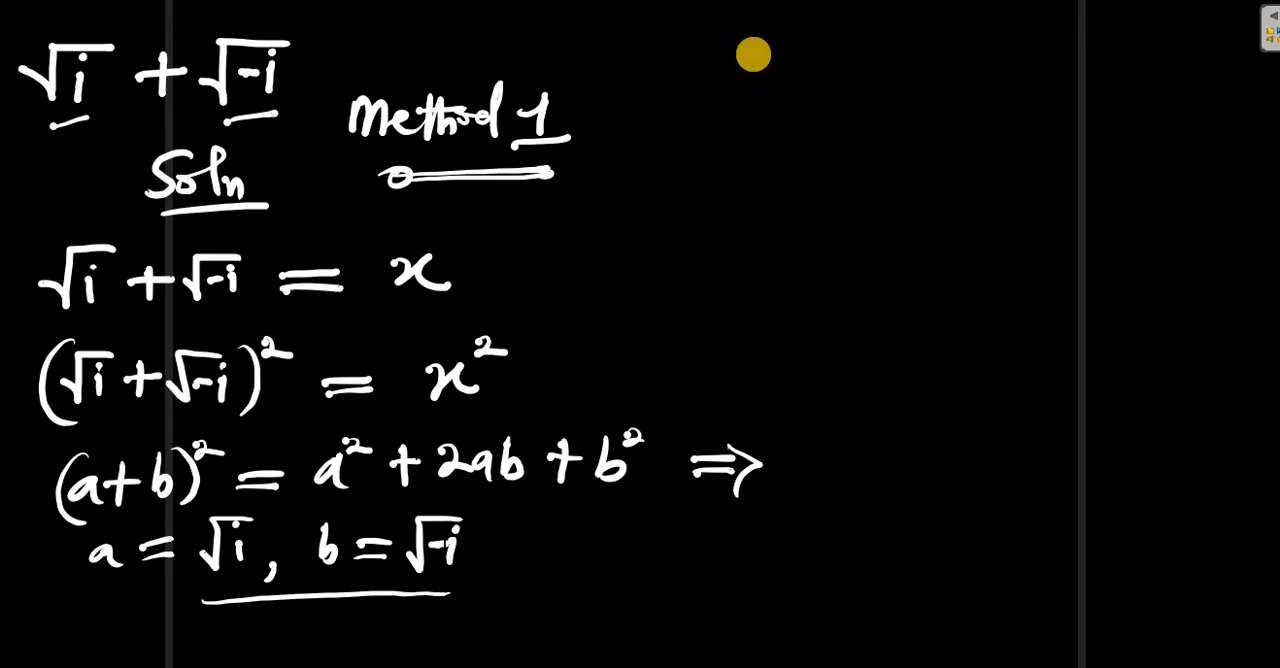 √i + √-i
Method 1
Soln
√i + √-i = x
(√i + √-i)² = x²
(a+b)² = a² + 2ab + b² ⇒
a = √i, b = √-i